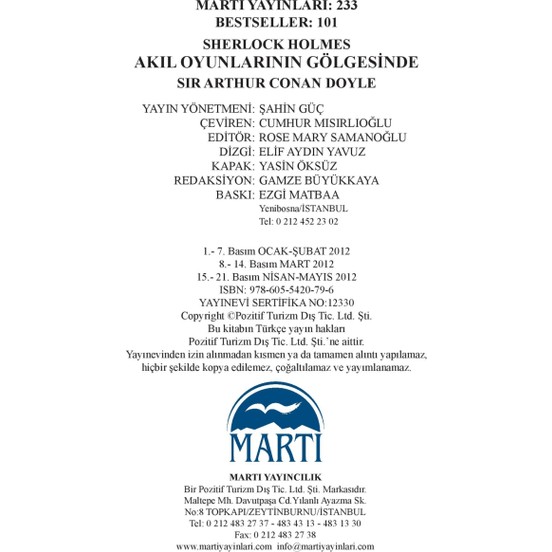 MARTI YAYINLARI: 233
BESTSELLER: 101
SHERLOCK HOLMES
AKIL OYUNLARININ GÖLGESİNDE
SIR ARTHUR CONAN DOYLE
YAYIN YÖNETMENİ: ŞAHİN GÜÇ
ÇEVİREN: CUMHUR MISIRLIOĞLU
EDİTÖR: ROSE MARY SAMANOĞLU
DİZGİ: ELİF AYDIN YAVUZ
KAPAK: YASİN ÖKSÜZ
REDAKSİYON: GAMZE BÜYÜKKAYA
BASKI: EZGİ MATBAA
Yenibosna/İSTANBUL
Tel: 0 212 452 23 02
1.- 7. Basım OCAK-ŞUBAT 2012
8.- 14. Basım MART 2012
15.- 21. Basım NİSAN-MAYIS 2012
ISBN: 978-605-5420-79-6
YAYINEVİ SERTİFİKA NO:12330
Copyright ©Pozitif Turizm Dış Tic. Ltd. Şti.
Bu kitabın Türkçe yayın hakları
Pozitif Turizm Dış Tic. Ltd. Şti.`ne aittir.
Yayınevinden izin alınmadan kısmen ya da tamamen alıntı yapılamaz,
hiçbir şekilde kopya edilemez, çoğaltılamaz ve yayımlanamaz.
MARTI
MARTI YAYINCILIK
Bir Pozitif Turizm Dış Tic. Ltd. Şti. Markasıdır.
Maltepe Mh. Davutpaşa Cd.Yılanlı Ayazma Sk.
No:8 TOPKAPI/ZEYTİNBURNU/İSTANBUL
Tel: 0 212 483 27 37 - 483 43 13 - 483 13 30
Fax: 0 212 483 27 38
www.martiyayinlari.com info@martiyayinlari.com